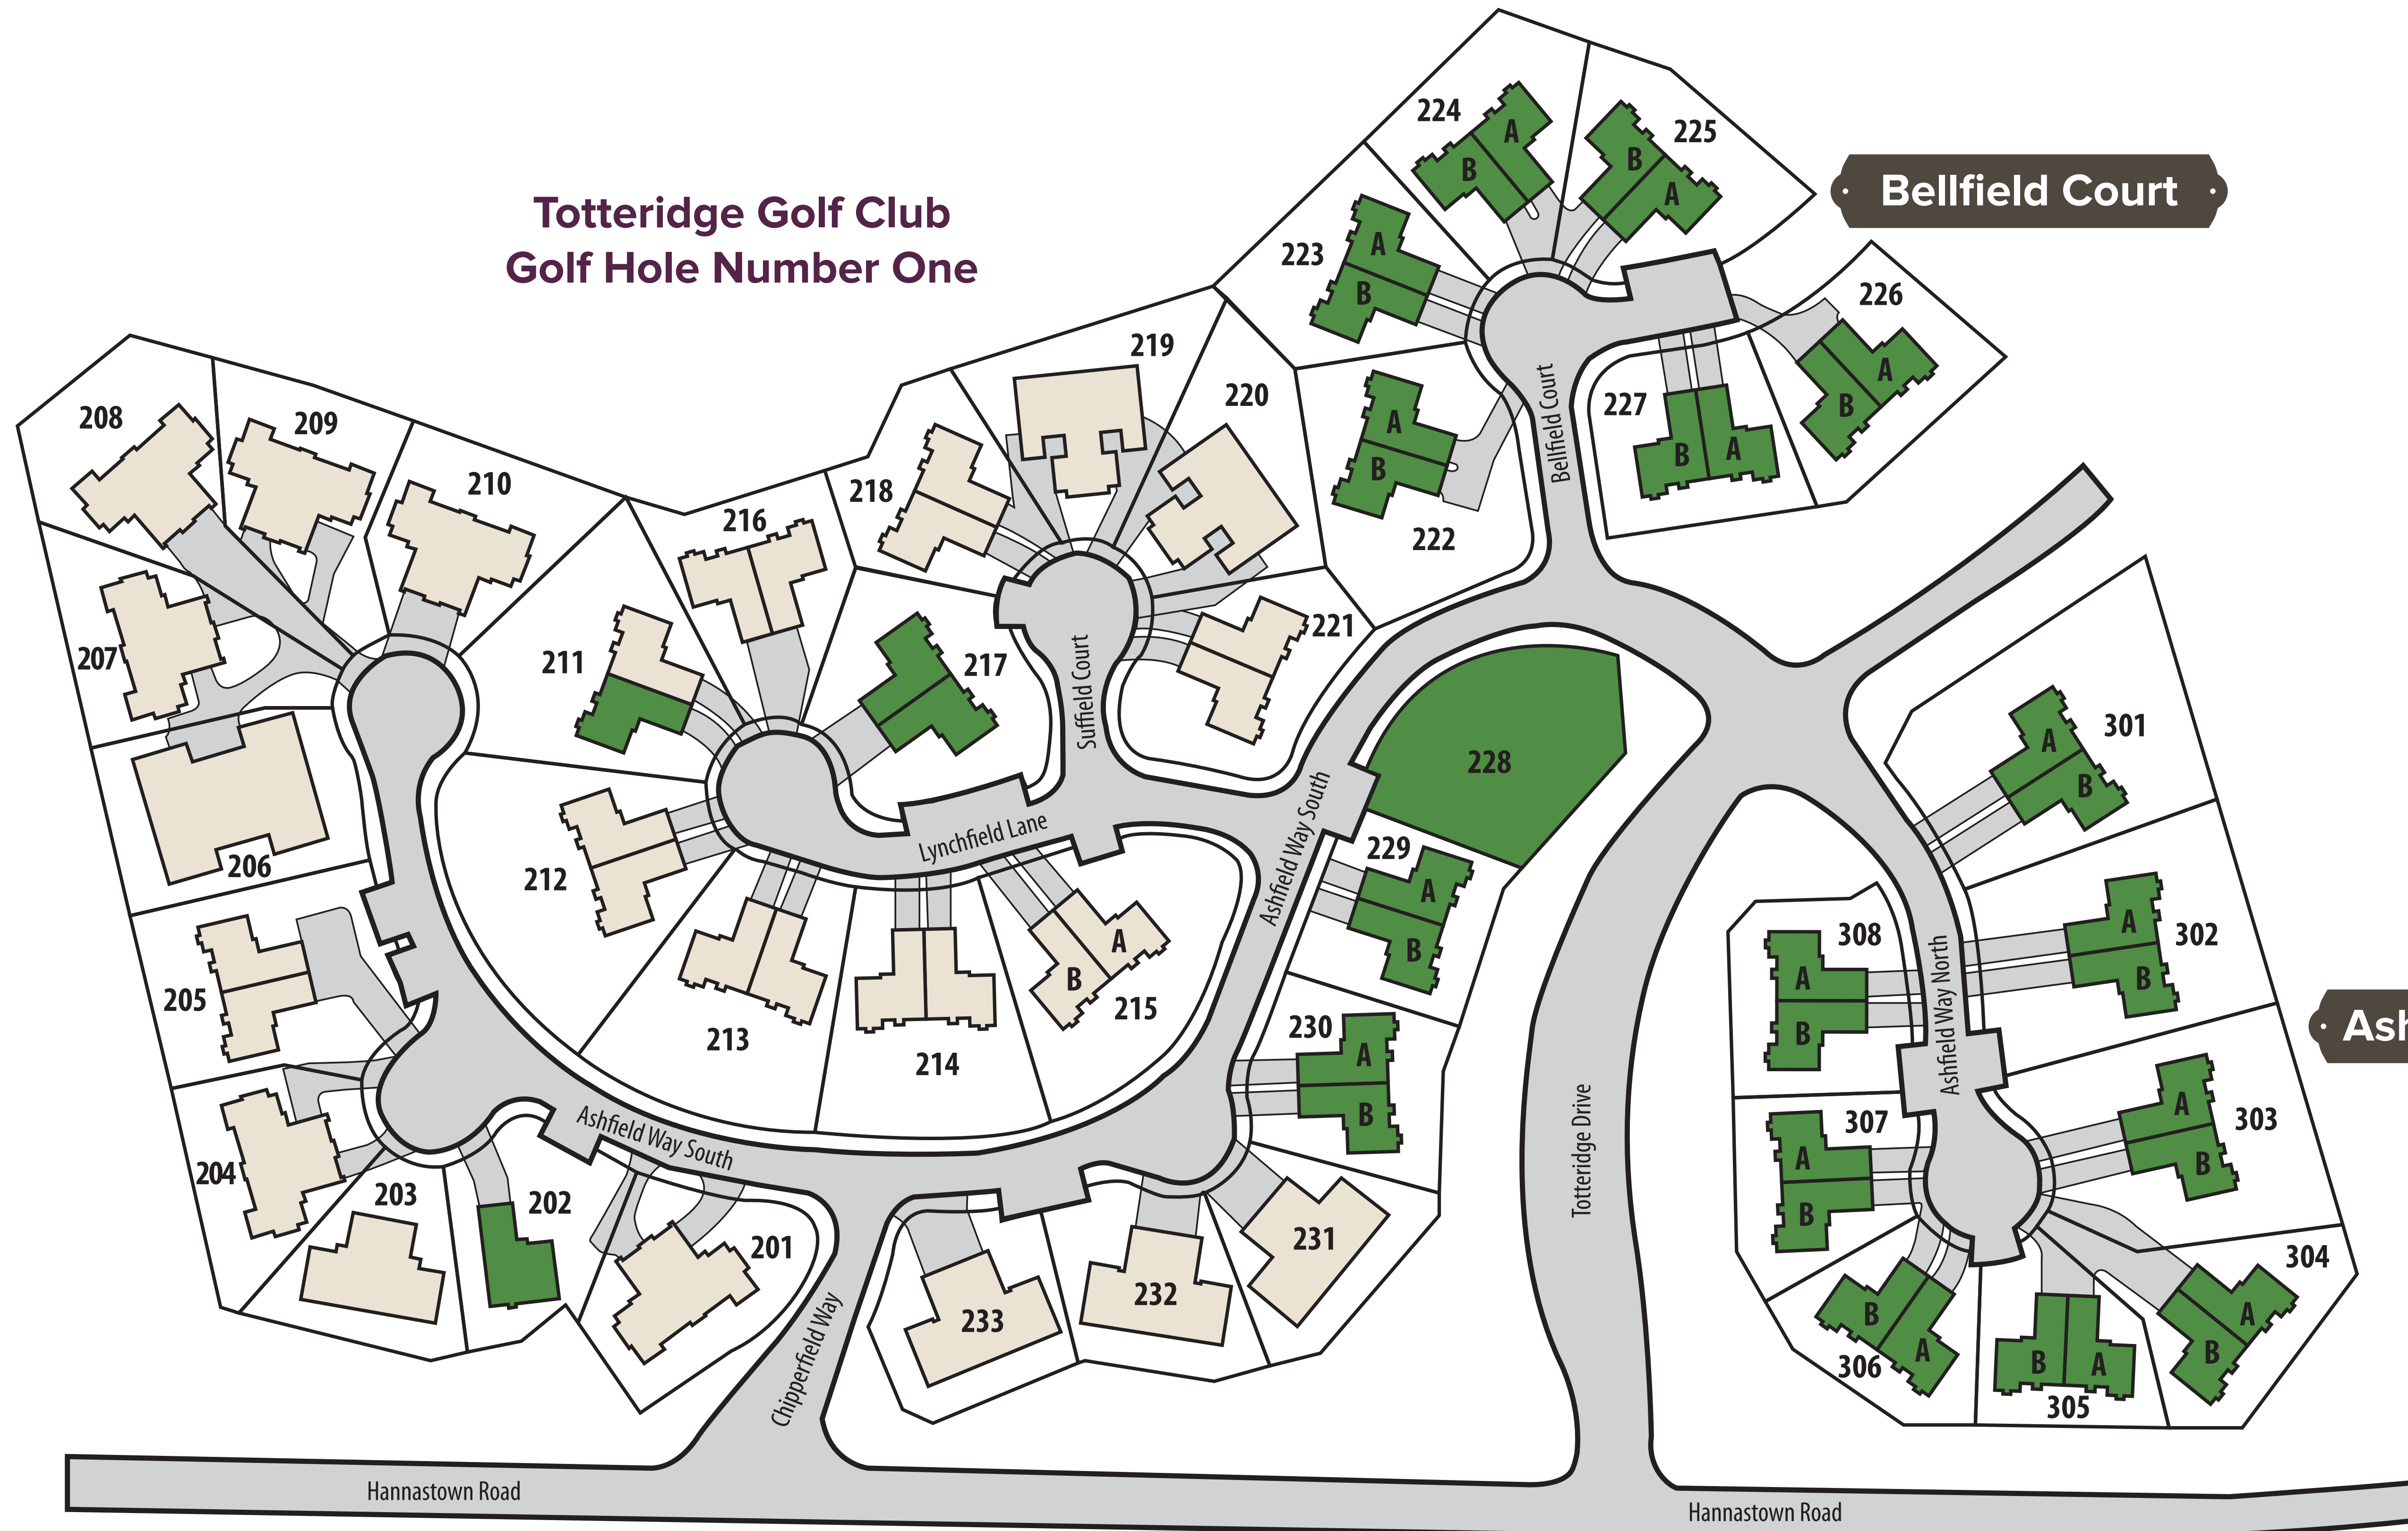 Totteridge Golf Club
Golf Hole Number One
Bellfield Court
224
A
B
225
B
A
223
A
B
226
A
B
227
B
A
222
A
B
Bellfield Court
219
220
218
221
Suffield Court
208
209
210
207
206
216
211
217
212
213
214
215
A
B
Lynchfield Lane
205
204
203
202
201
Ashfield Way South
Ashfield Way South
228
229
A
B
230
A
B
231
232
233
Chipperfield Way
Totteridge Drive
301
A
B
302
A
B
303
A
B
304
A
B
305
B
A
306
B
A
307
A
B
308
A
B
Ashfield Way North
Hannastown Road
Hannastown Road